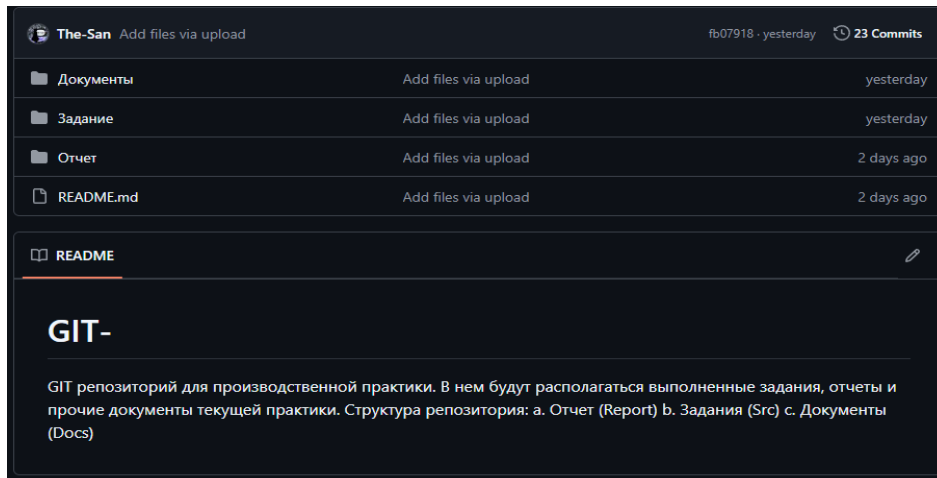 The-San Add files via upload fb07918 · yesterday 23 Commits
Документы Add files via upload yesterday
Задание Add files via upload yesterday
Отчет Add files via upload 2 days ago
README.md Add files via upload 2 days ago
README
GIT-
GIT репозиторий для производственной практики. В нем будут располагаться выполненные задания, отчеты и
прочие документы текущей практики. Структура репозитория: a. Отчет (Report) b. Задания (Src) c. Документы
(Docs)